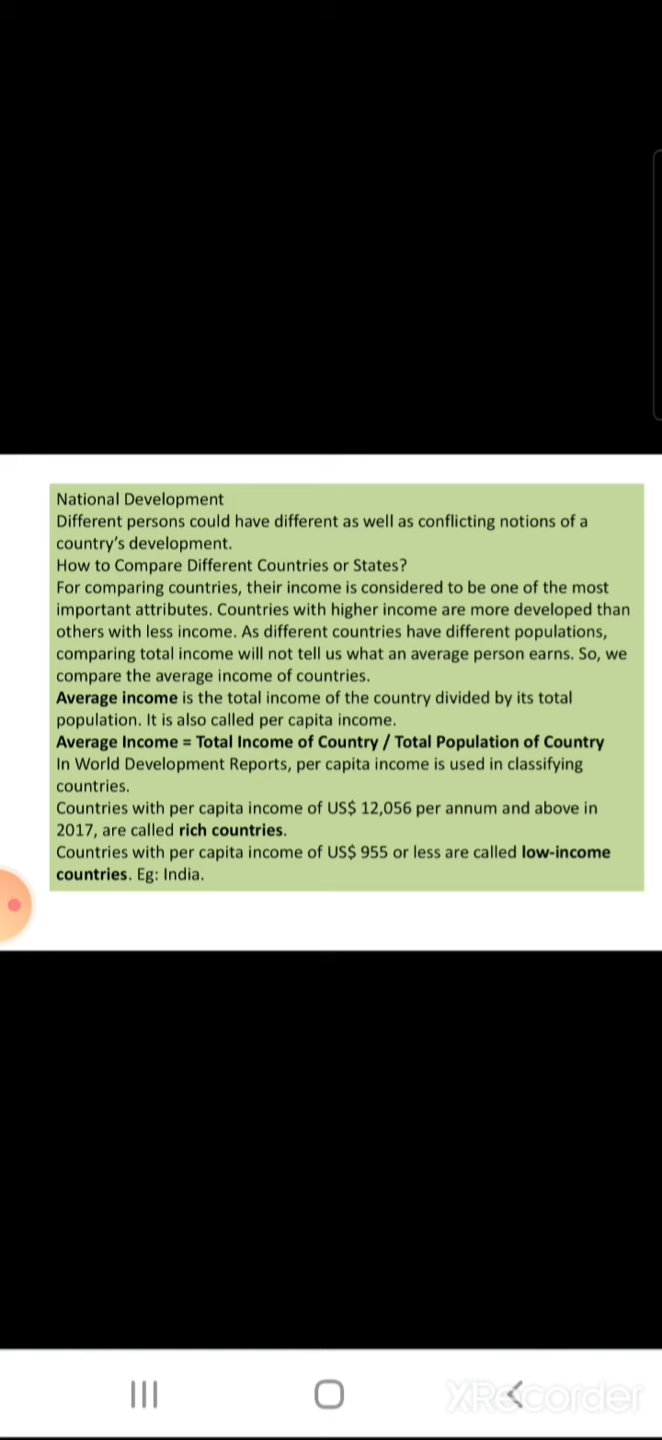 National Development
Different persons could have different as well as conflicting notions of a
country’s development.
How to Compare Different Countries or States?
For comparing countries, their income is considered to be one of the most
important attributes. Countries with higher income are more developed than
others with less income. As different countries have different populations,
comparing total income will not tell us what an average person earns. So, we
compare the average income of countries.
Average income is the total income of the country divided by its total
population. It is also called per capita income.
Average Income = Total Income of Country / Total Population of Country
In World Development Reports, per capita income is used in classifying
countries.
Countries with per capita income of US$ 12,056 per annum and above in
2017, are called rich countries.
Countries with per capita income of US$ 955 or less are called low-income
countries. Eg: India.
XRecorder